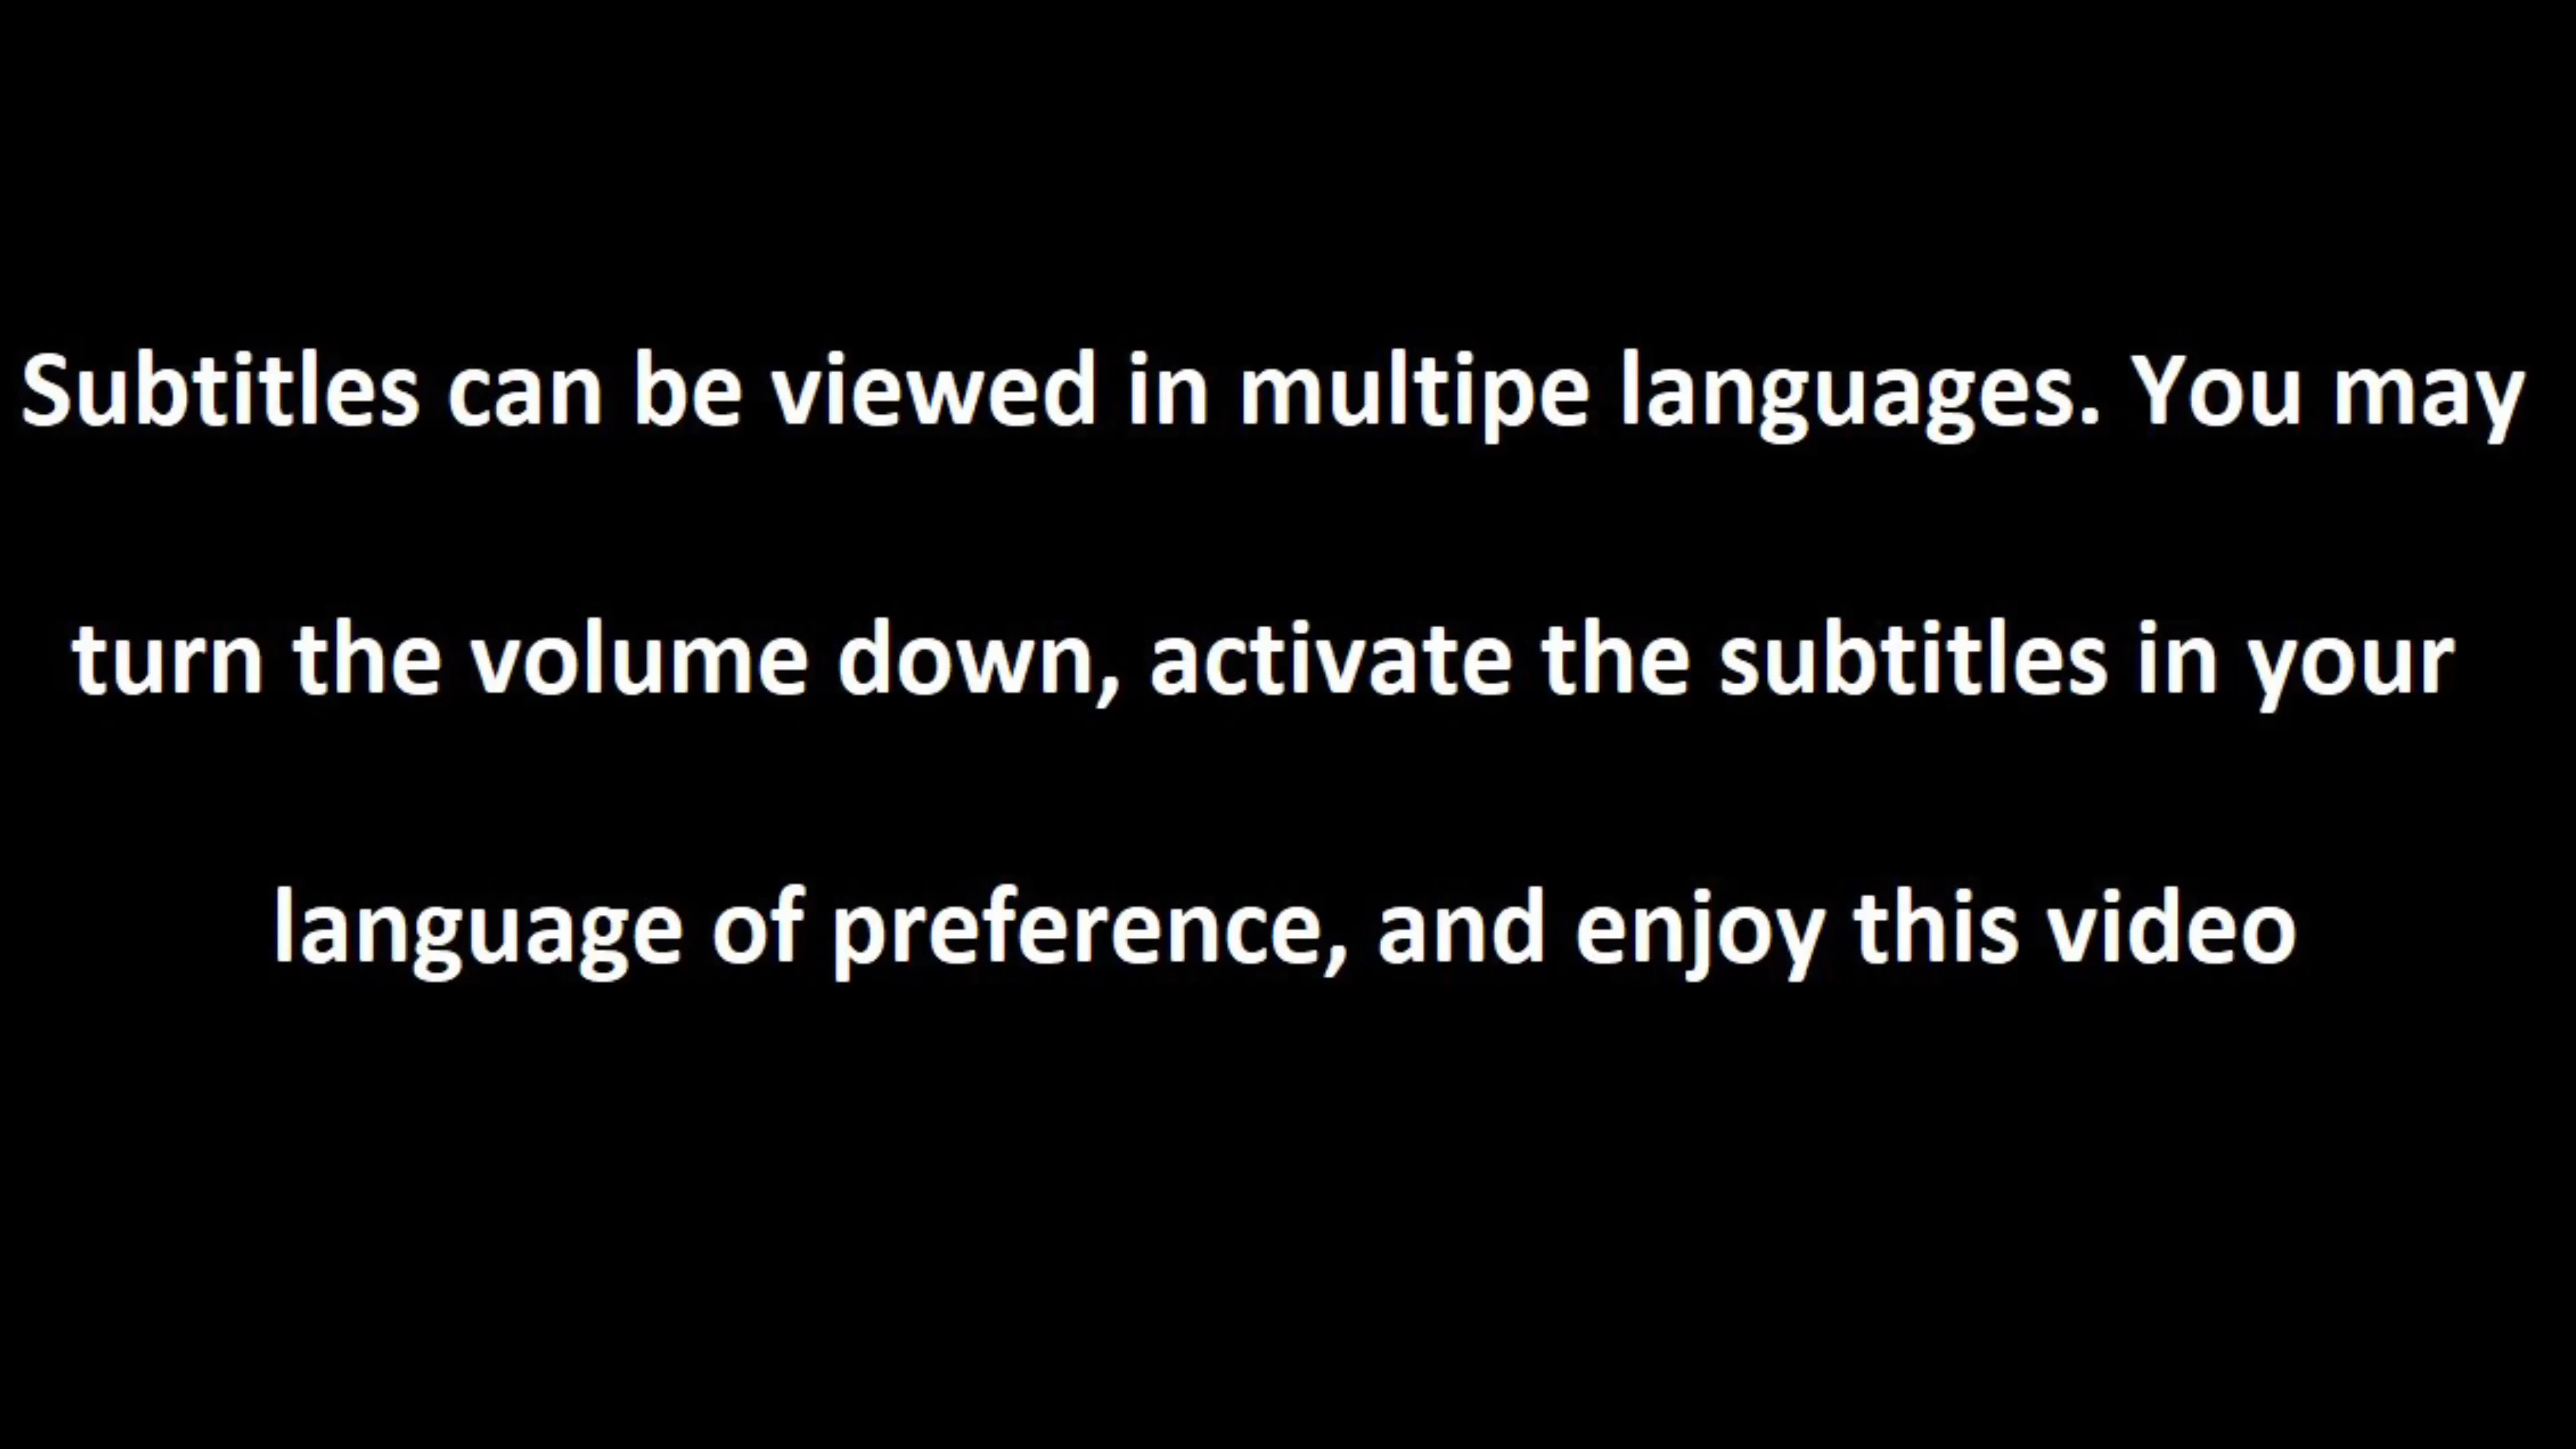 Subtitles can be viewed in multipe languages. You may
turn the volume down, activate the subtitles in your
language of preference, and enjoy this video